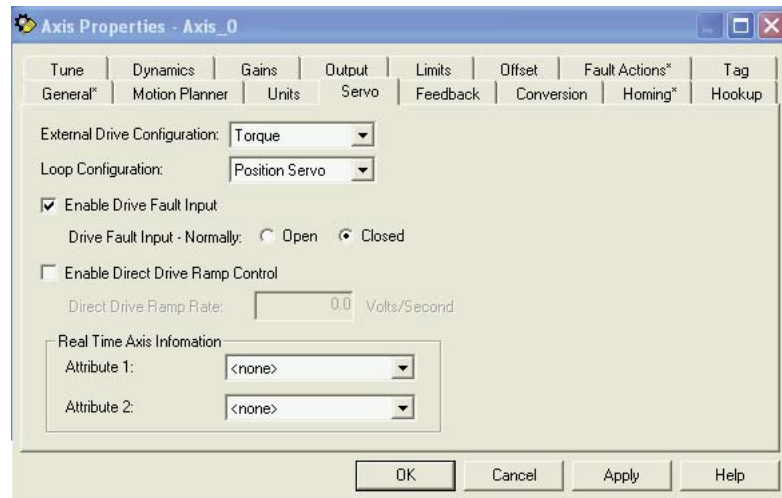 Axis Properties - Axis_0
Tune Dynamics Gains Output Limits Offset Fault Actions* Tag
General* Motion Planner Units Servo Feedback Conversion Homing* Hookup
External Drive Configuration: Torque
Loop Configuration: Position Servo
Enable Drive Fault Input
Drive Fault Input - Normally: Open Closed
Enable Direct Drive Ramp Control
Direct Drive Ramp Rate: 0.0 Volts/Second
Real Time Axis Infomation
Attribute 1: <none>
Attribute 2: <none>
OK Cancel Apply Help